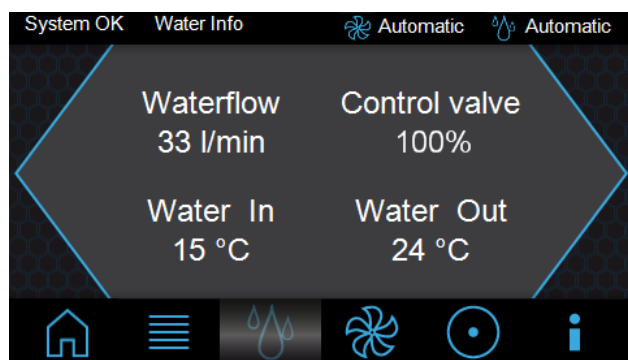 System OK Water Info Automatic Automatic
Waterflow Control valve
33 l/min 100%
Water In Water Out
15 °C 24 °C